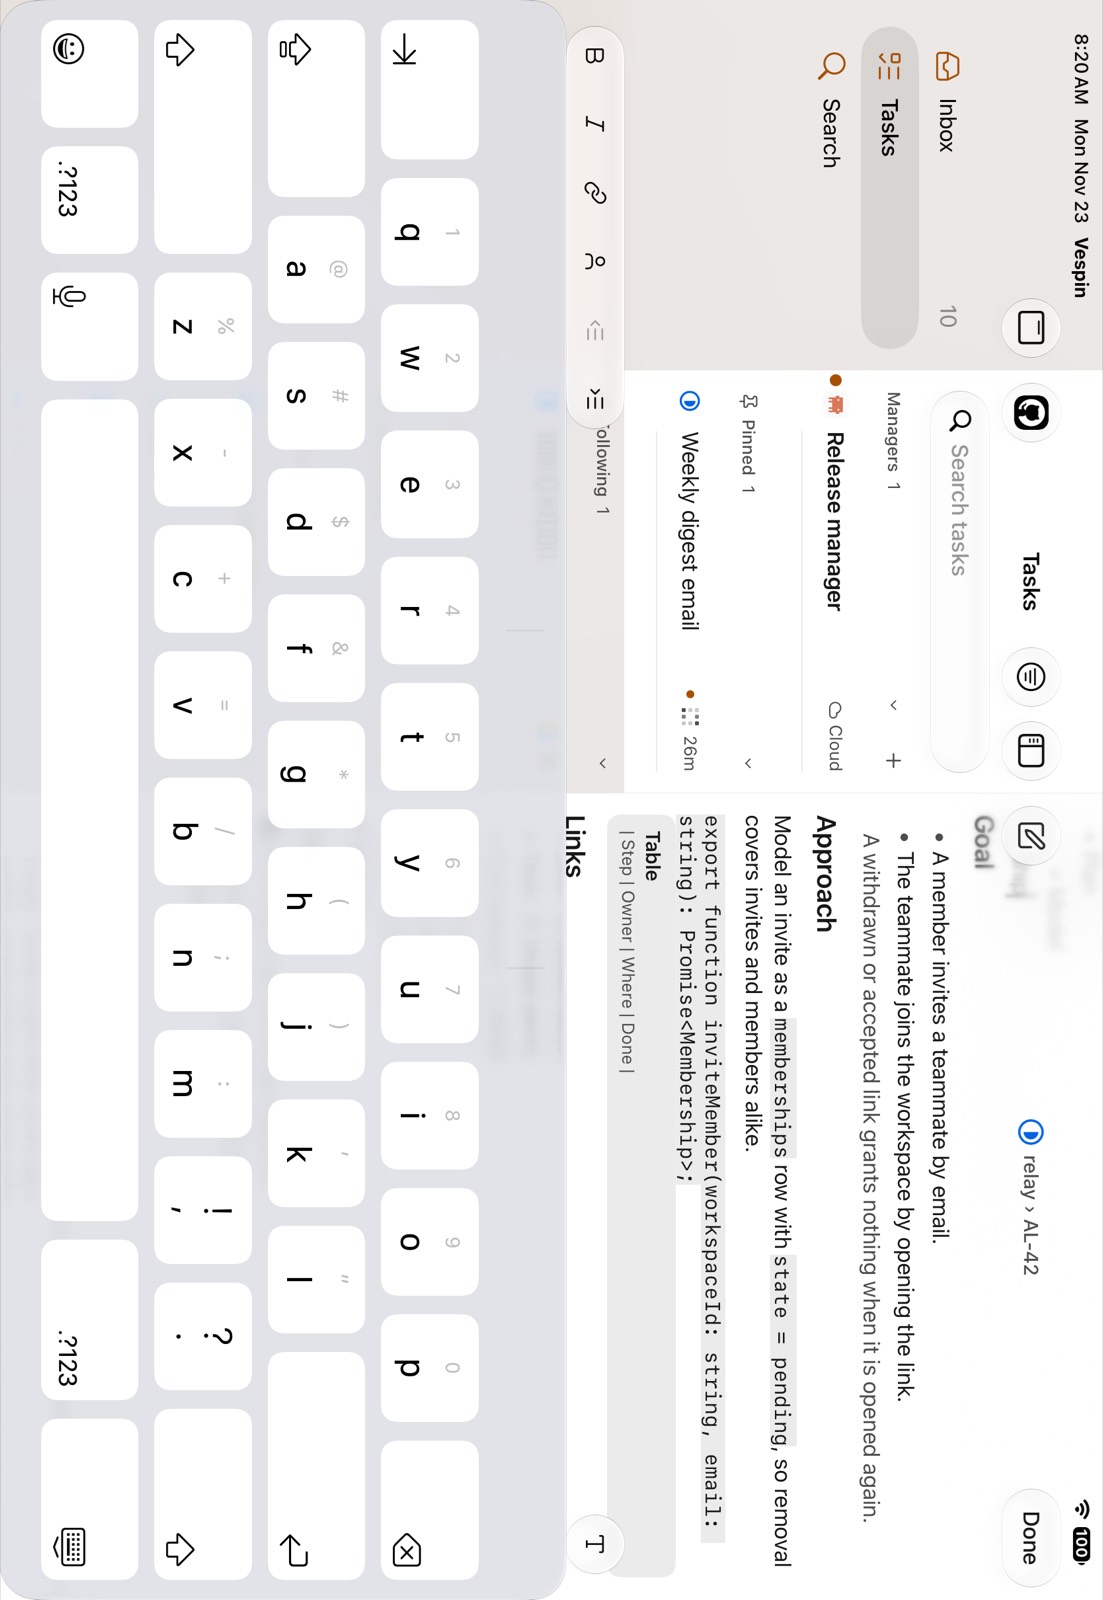 8:20 AM Mon Nov 23 Vespin
100
Inbox 10
Tasks
Search
Tasks
Search tasks
Managers 1
Release manager Cloud
Pinned 1
Weekly digest email 26m
ollowing 1
relay › AL-42
Done
Goal
• A member invites a teammate by email.
• The teammate joins the workspace by opening the link.
A withdrawn or accepted link grants nothing when it is opened again.
Approach
Model an invite as a memberships row with state = pending, so removal
covers invites and members alike.
export function inviteMember(workspaceId: string, email:
string): Promise<Membership>;
Table
| Step | Owner | Where | Done |
Links
B I T
1 2 3 4 5 6 7 8 9 0
q w e r t y u i o p
@ # $ & * ( ) ' "
a s d f g h j k l
% - + = / ; : ! ?
z x c v b n m , .
.?123 .?123